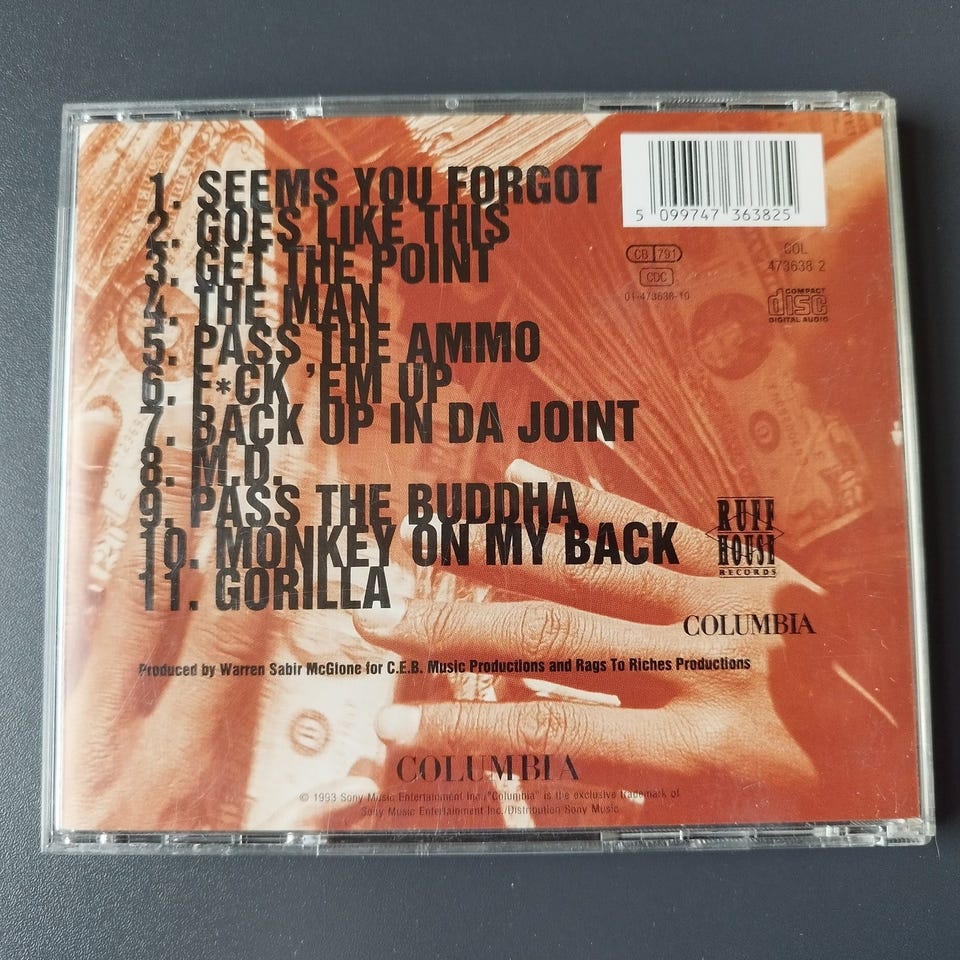 1. SEEMS YOU FORGOT
2. GOES LIKE THIS
3. GET THE POINT
4. THE MAN
5. PASS THE AMMO
6. F*CK 'EM UP
7. BACK UP IN DA JOINT
8. M.D.
9. PASS THE BUDDHA
10. MONKEY ON MY BACK
11. GORILLA
5 099747 363825
COL
CB 791
473638 2
CDC
01-473638-10
COMPACT
disc
DIGITAL AUDIO
RUFF
HOUSE
RECORDS
COLUMBIA
Produced by Warren Sabir McGlone for C.E.B. Music Productions and Rags To Riches Productions
COLUMBIA
© 1993 Sony Music Entertainment Inc./"Columbia" is the exclusive trademark of
Sony Music Entertainment Inc./Distribution Sony Music